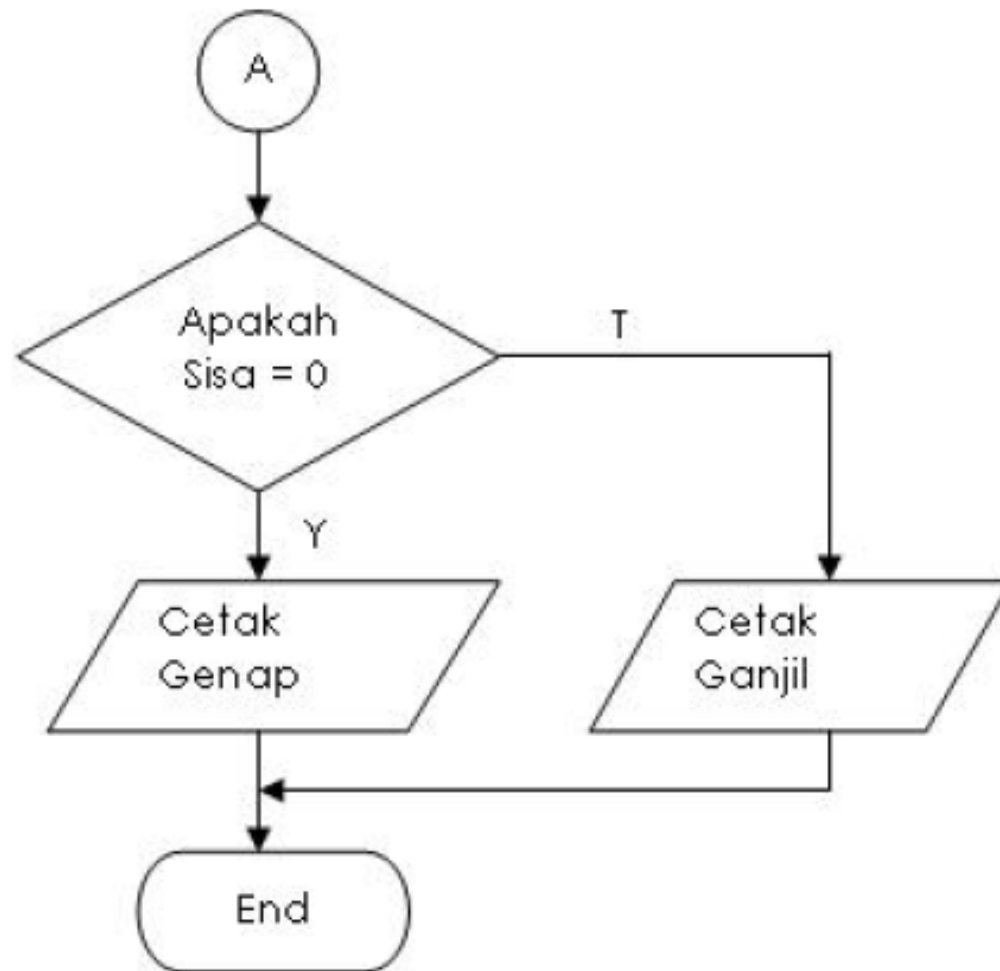 A
Apakah
Sisa = 0
T
Y
Cetak
Genap
Cetak
Ganjil
End